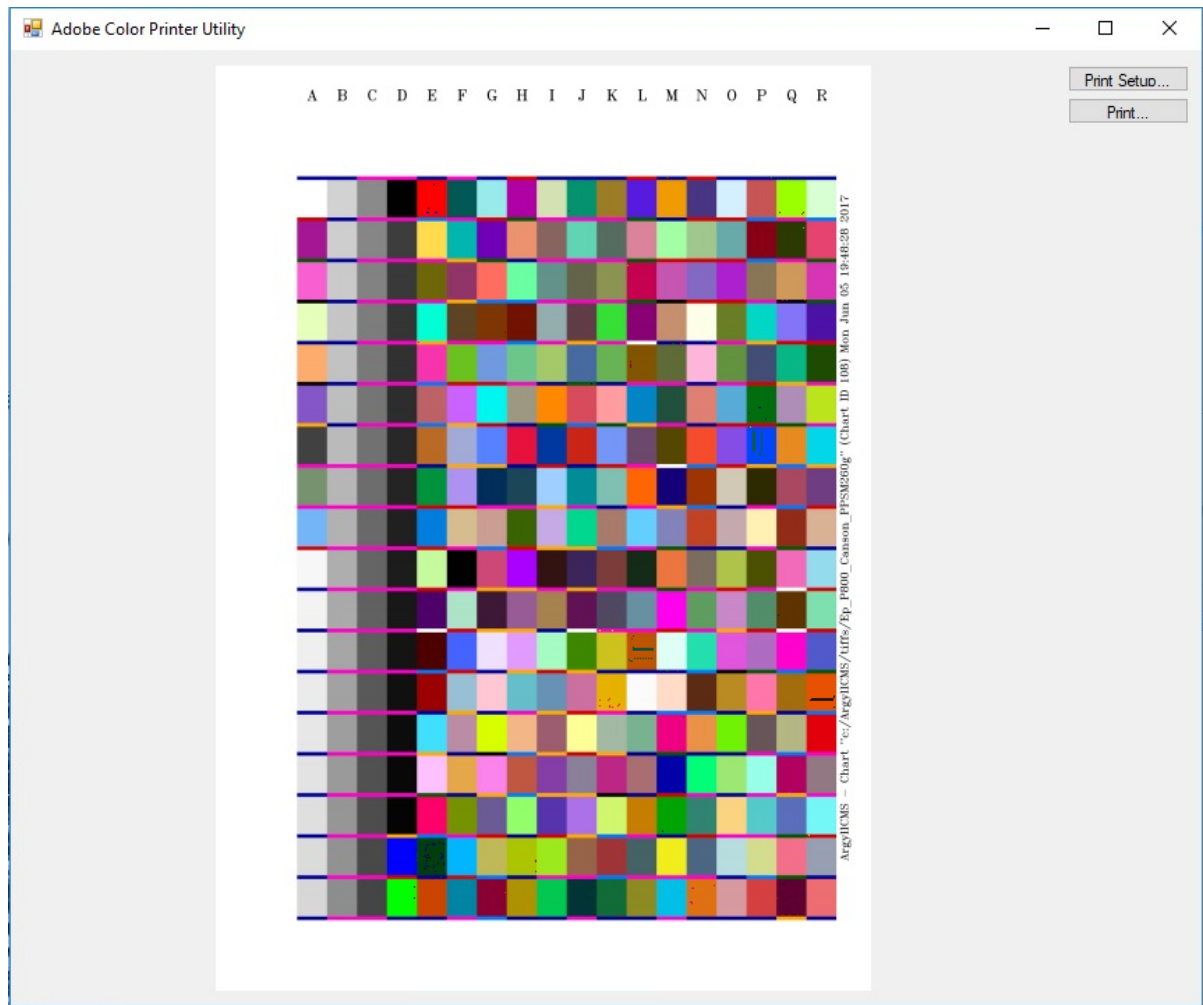 Adobe Color Printer Utility
Print Setup...
Print...
A B C D E F G H I J K L M N O P Q R
ArgyllCMS - Chart "c:/ArgyllCMS/tiffs/Ep_P800_Canson_PPSM260g" (Chart ID 108) Mon Jun 05 19:48:28 2017